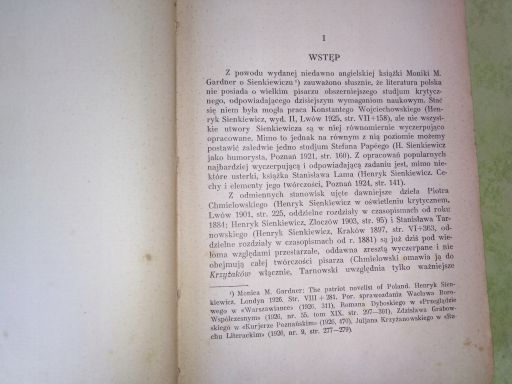 I
WSTĘP
Z powodu wydanej niedawno angielskiej książki Moniki M.
Gardner o Sienkiewiczu ¹) zauważono słusznie, że literatura polska
nie posiada o wielkim pisarzu obszerniejszego studjum krytycz-
nego, odpowiadającego dzisiejszym wymaganiom naukowym. Stać
się niem była mogła praca Konstantego Wojciechowskiego (Hen-
ryk Sienkiewicz, wyd. II, Lwów 1925, str. VII+158), ale nie wszyst-
kie utwory Sienkiewicza są w niej równomiernie wyczerpująco
opracowane. Mimo to jednak na równym z nią poziomie możemy
postawić zaledwie jedno studjum Stefana Papéego (H. Sienkiewicz
jako humorysta, Poznań 1921, str. 160). Z opracowań popularnych
najbardziej wyczerpującą i odpowiadającą zadaniu jest, mimo nie-
które usterki, książka Stanisława Lama (Henryk Sienkiewicz. Ce-
chy i elementy jego twórczości, Poznań 1924, str. 141).
Z odmiennych stanowisk ujęte dawniejsze dzieła Piotra
Chmielowskiego (Henryk Sienkiewicz w oświetleniu krytycznem,
Lwów 1901, str. 225, oddzielne rozdziały w czasopismach od roku
1884; Henryk Sienkiewicz, Złoczów 1903, str. 95) i Stanisława Tar-
nowskiego (Henryk Sienkiewicz, Kraków 1897, str. VI+363, od-
dzielne rozdziały w czasopismach od r. 1881) są już dziś pod wie-
loma względami przestarzałe, oddawna zresztą wyczerpane i nie
obejmują całej twórczości pisarza (Chmielowski omawia ją do
Krzyżaków włącznie, Tarnowski uwzględnia tylko ważniejsze
¹) Monica M. Gardner: The patriot novelist of Poland. Henryk Sien-
kiewicz. Londyn 1926. Str. VIII + 284. Por. sprawozdania Wacława Boro-
wego w «Warszawiance» (1926, 311), Romana Dyboskiego w «Przeglądzie
Współczesnym» (1926, nr. 55, tom XIX, str. 297—301), Zdzisława Grabow-
skiego w «Kurjerze Poznańskim» (1926, 470), Juljana Krzyżanowskiego w «Ru-
chu Literackim» (1926, nr. 9, str. 277—279).